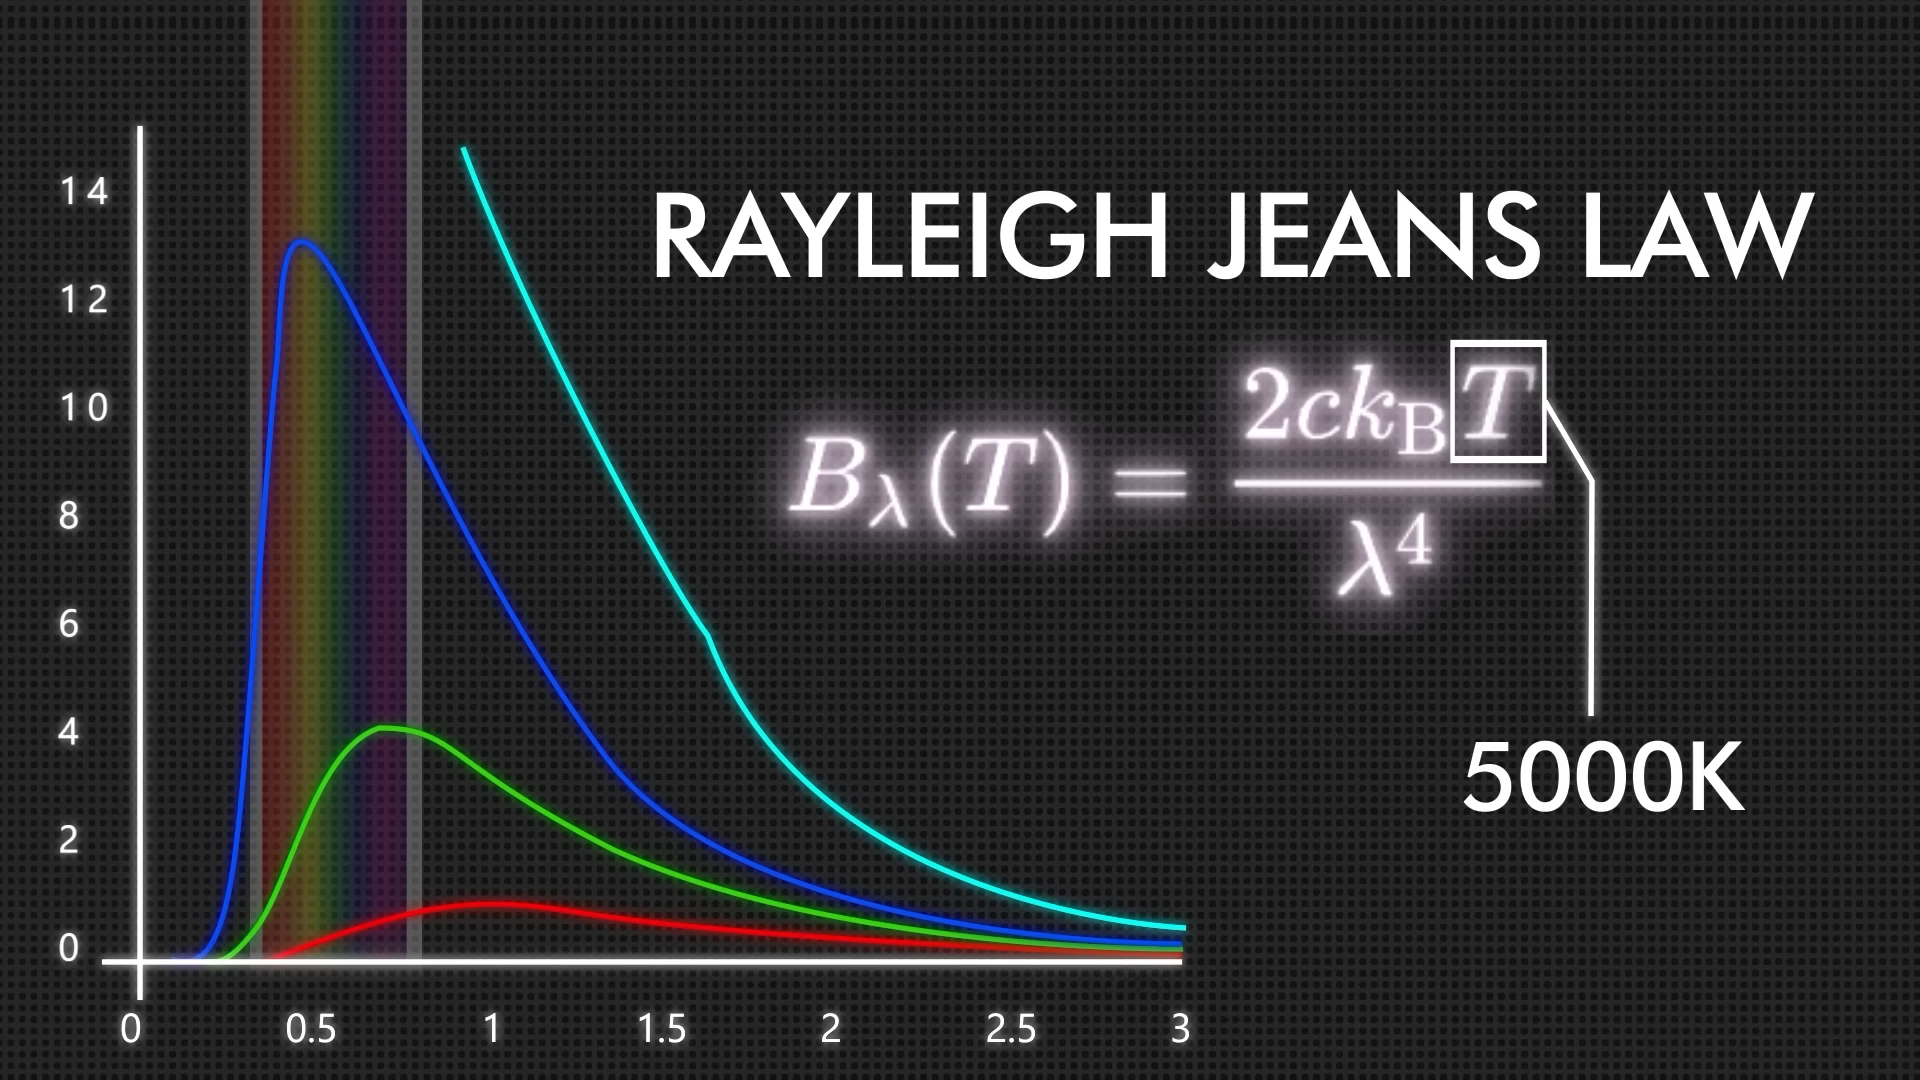 RAYLEIGH JEANS LAW
B_λ(T) = 2ck_B T / λ^4
5000K
14
12
10
8
6
4
2
0
0 0.5 1 1.5 2 2.5 3